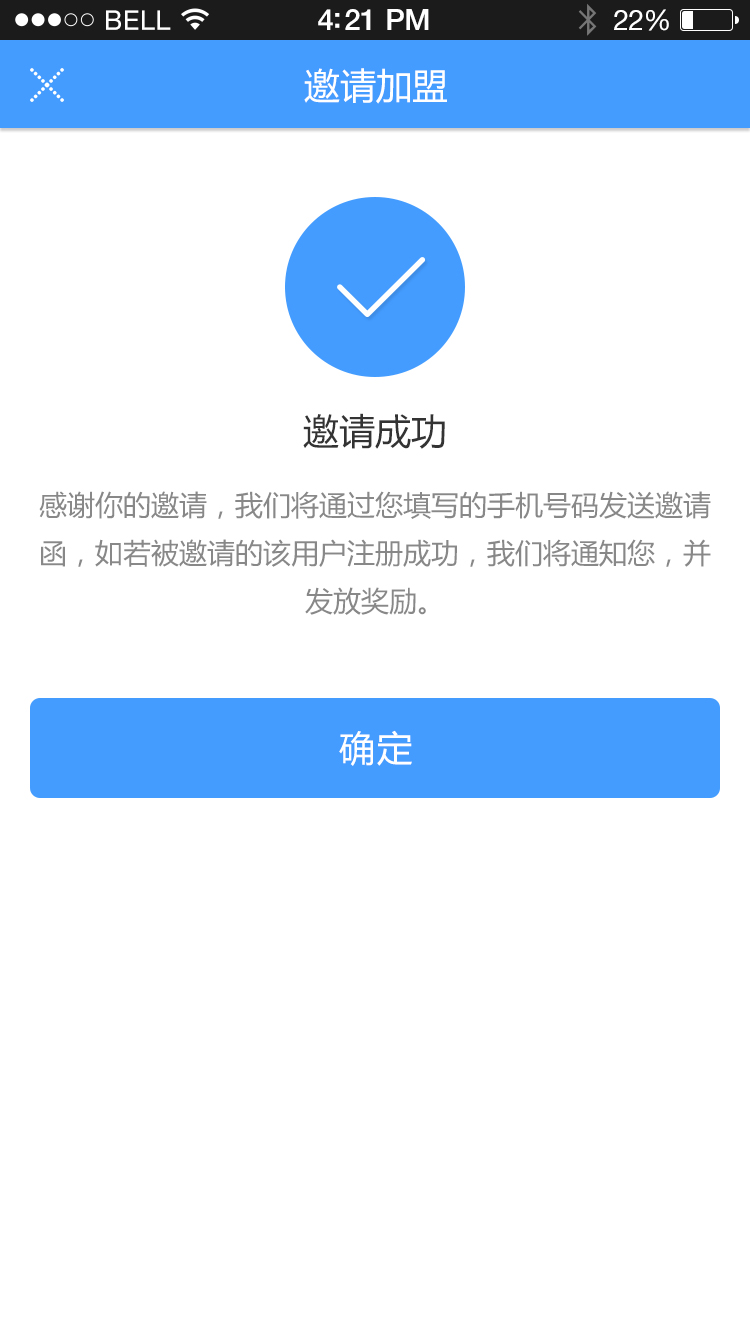 BELL 4:21 PM 22%
邀请加盟
邀请成功
感谢你的邀请，我们将通过您填写的手机号码发送邀请
函，如若被邀请的该用户注册成功，我们将通知您，并
发放奖励。
确定